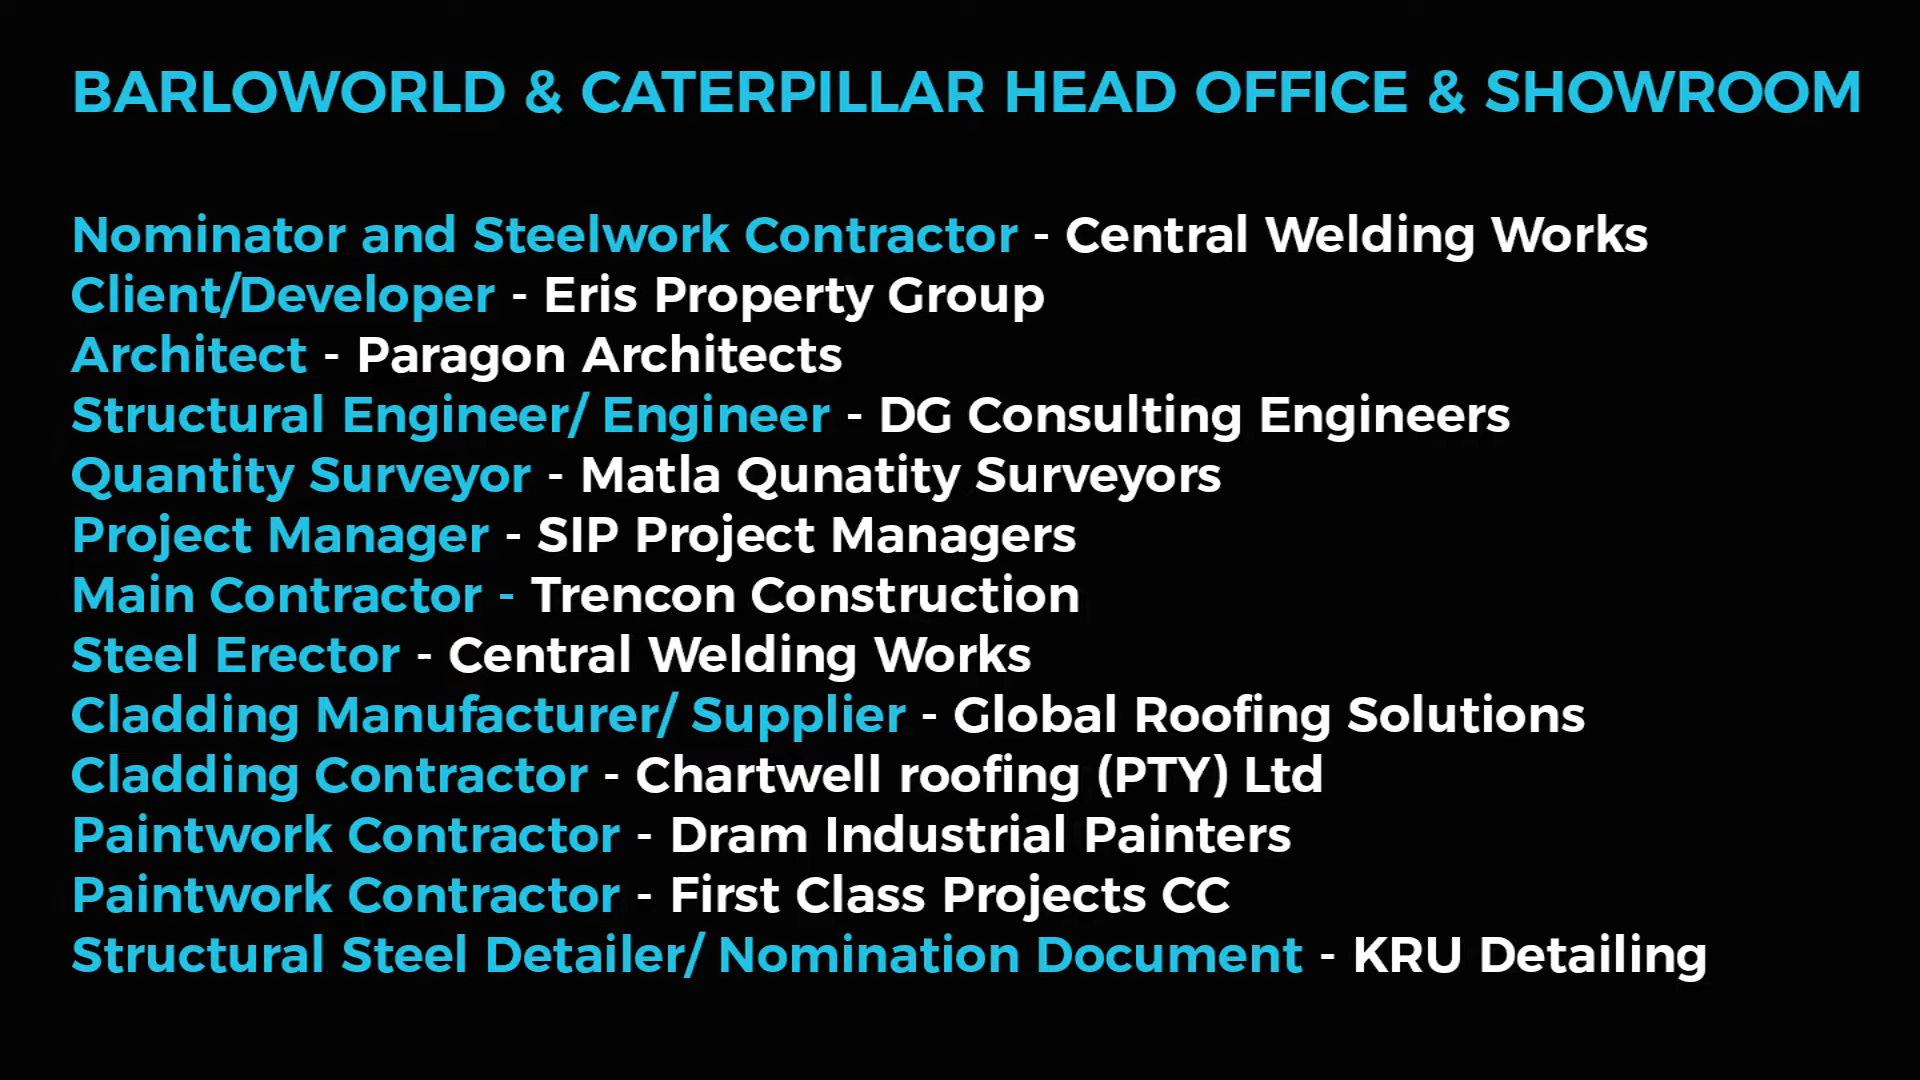 BARLOWORLD & CATERPILLAR HEAD OFFICE & SHOWROOM
Nominator and Steelwork Contractor - Central Welding Works
Client/Developer - Eris Property Group
Architect - Paragon Architects
Structural Engineer/ Engineer - DG Consulting Engineers
Quantity Surveyor - Matla Qunatity Surveyors
Project Manager - SIP Project Managers
Main Contractor - Trencon Construction
Steel Erector - Central Welding Works
Cladding Manufacturer/ Supplier - Global Roofing Solutions
Cladding Contractor - Chartwell roofing (PTY) Ltd
Paintwork Contractor - Dram Industrial Painters
Paintwork Contractor - First Class Projects CC
Structural Steel Detailer/ Nomination Document - KRU Detailing